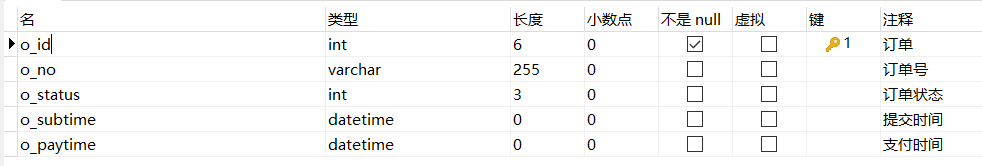 名 类型 长度 小数点 不是 null 虚拟 键 注释
o_id int 6 0 1 订单
o_no varchar 255 0 订单号
o_status int 3 0 订单状态
o_subtime datetime 0 0 提交时间
o_paytime datetime 0 0 支付时间